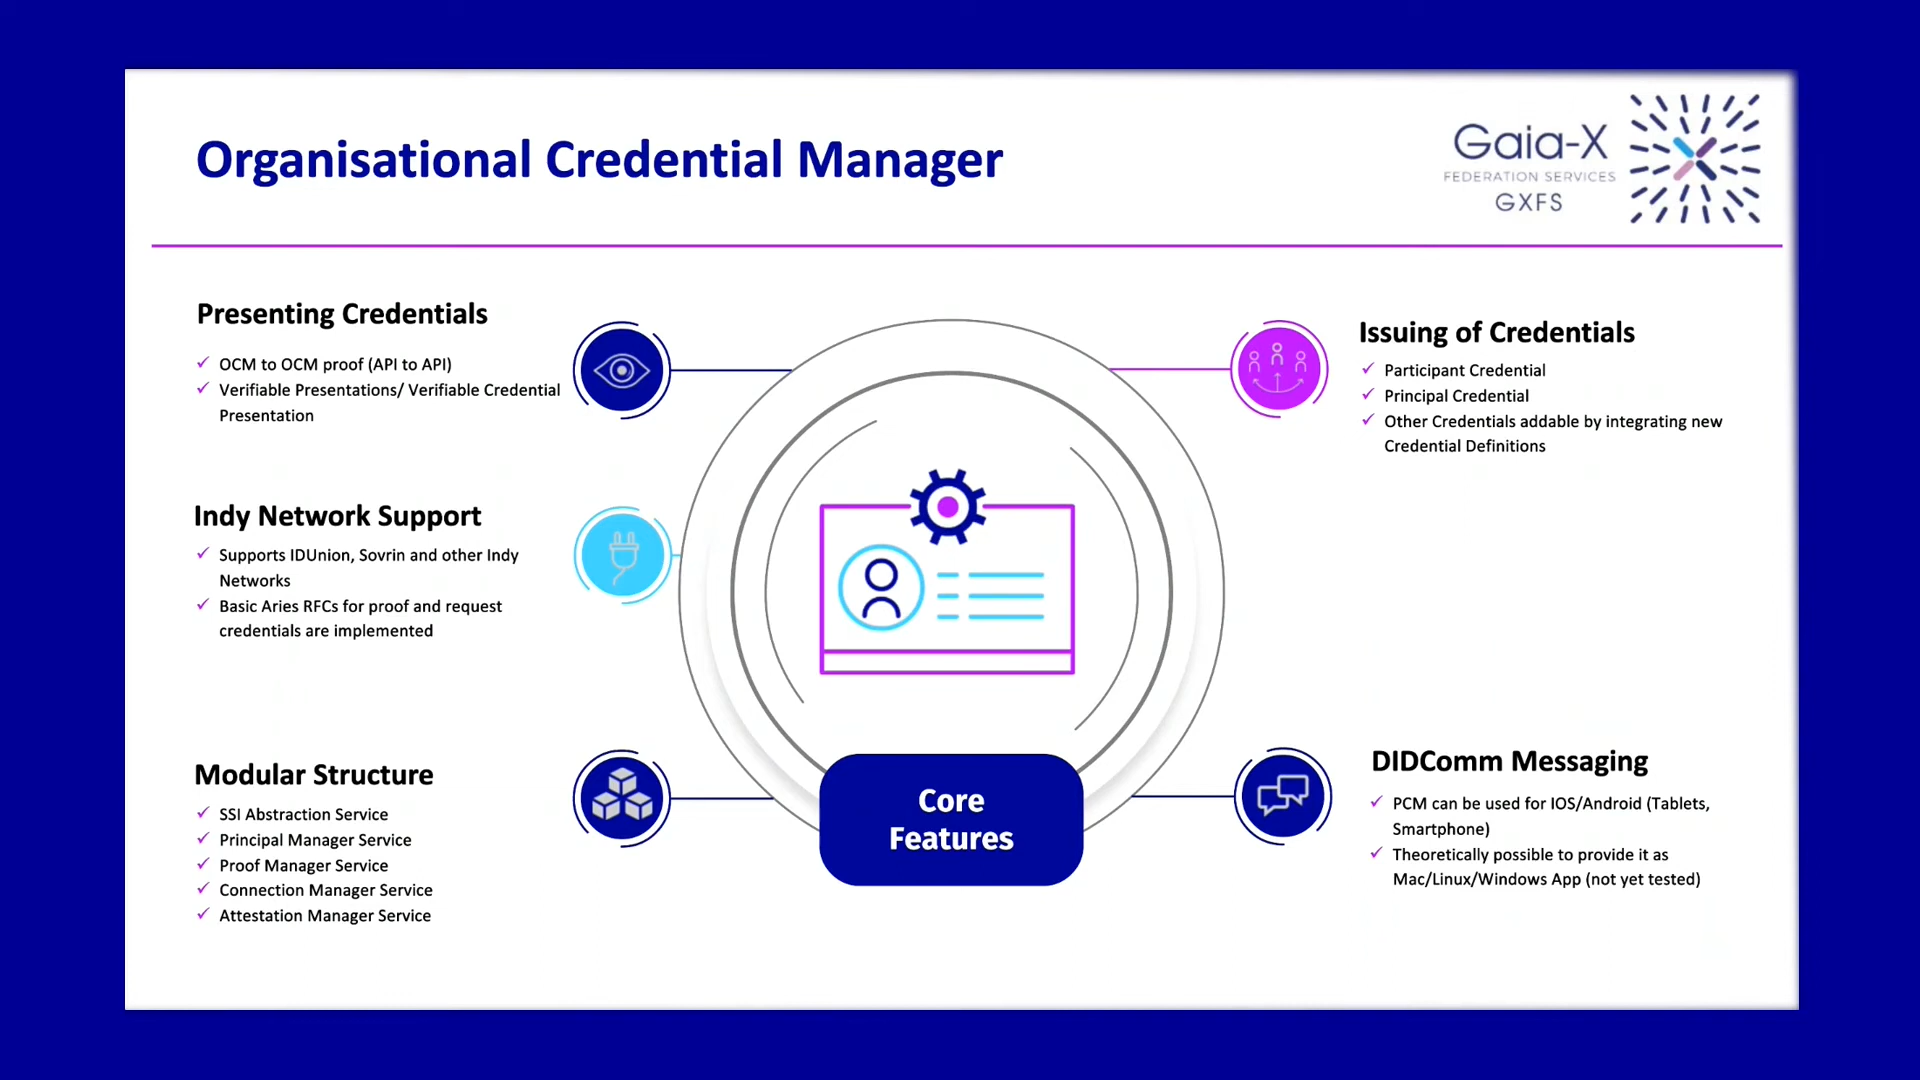 Organisational Credential Manager
Gaia-X
FEDERATION SERVICES
GXFS
Presenting Credentials
OCM to OCM proof (API to API)
Verifiable Presentations/ Verifiable Credential
Presentation
Indy Network Support
Supports IDUnion, Sovrin and other Indy
Networks
Basic Aries RFCs for proof and request
credentials are implemented
Modular Structure
SSI Abstraction Service
Principal Manager Service
Proof Manager Service
Connection Manager Service
Attestation Manager Service
Core
Features
Issuing of Credentials
Participant Credential
Principal Credential
Other Credentials addable by integrating new
Credential Definitions
DIDComm Messaging
PCM can be used for IOS/Android (Tablets,
Smartphone)
Theoretically possible to provide it as
Mac/Linux/Windows App (not yet tested)